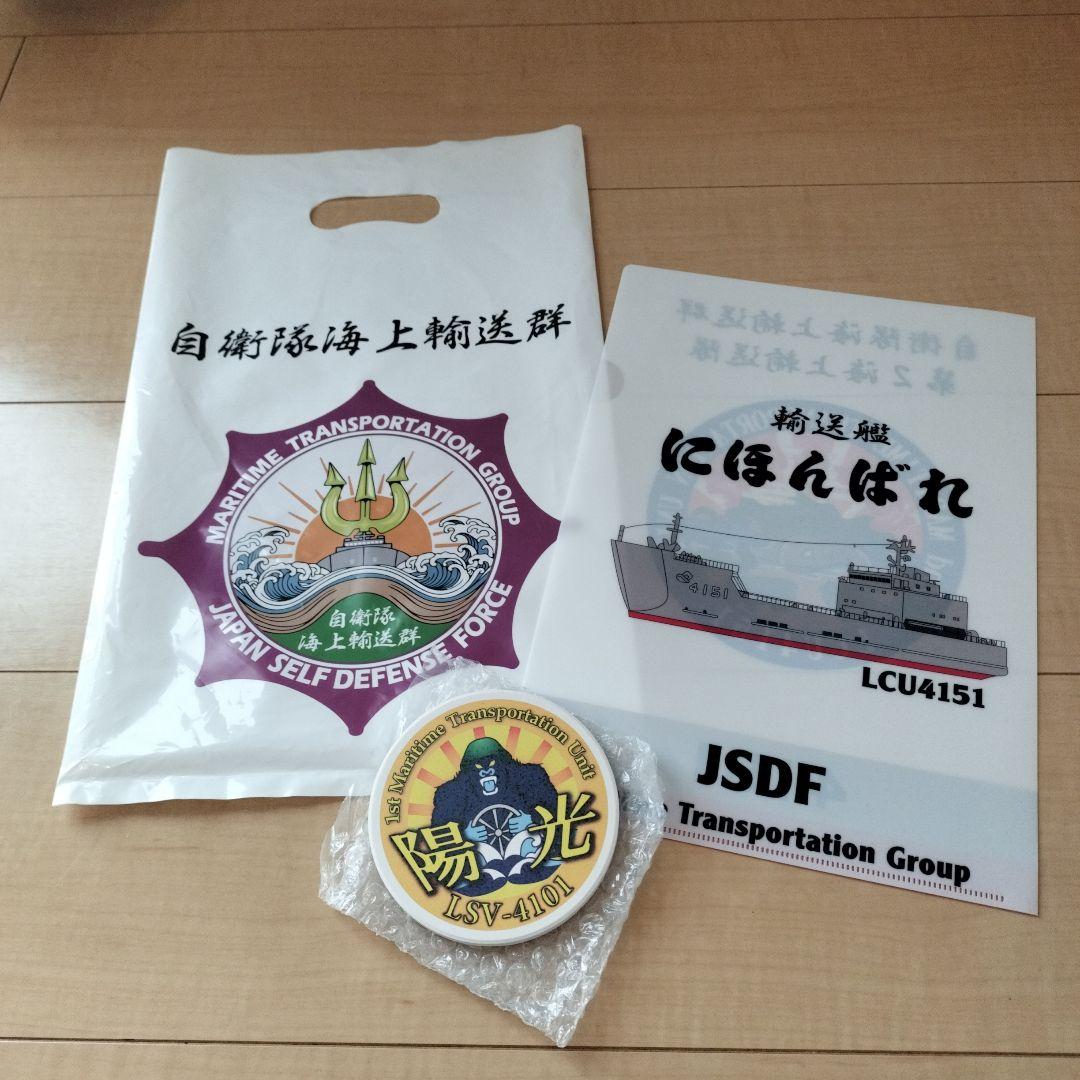 自衛隊海上輸送群
MARITIME TRANSPORTATION GROUP
自衛隊
海上輸送群
JAPAN SELF DEFENSE FORCE
自衛隊海上輸送群
第2海上輸送隊
輸送艦
にほんばれ
4151
LCU4151
JSDF
Transportation Group
1st Maritime Transportation Unit
陽光
LSV-4101